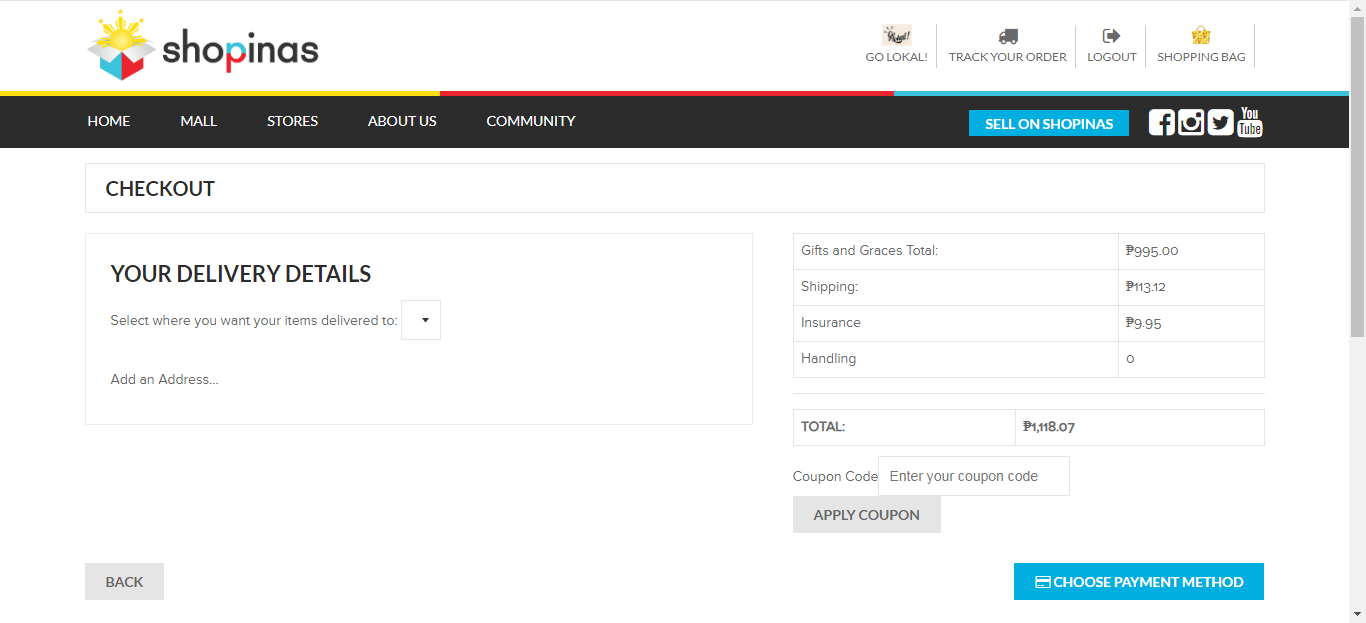 shopinas
Lokal!
GO LOKAL!
TRACK YOUR ORDER
LOGOUT
SHOPPING BAG
HOME
MALL
STORES
ABOUT US
COMMUNITY
SELL ON SHOPINAS
You
Tube
CHECKOUT
YOUR DELIVERY DETAILS
Select where you want your items delivered to:
Add an Address...
Gifts and Graces Total: ₱995.00
Shipping: ₱113.12
Insurance ₱9.95
Handling 0
TOTAL: ₱1,118.07
Coupon Code Enter your coupon code
APPLY COUPON
BACK
CHOOSE PAYMENT METHOD